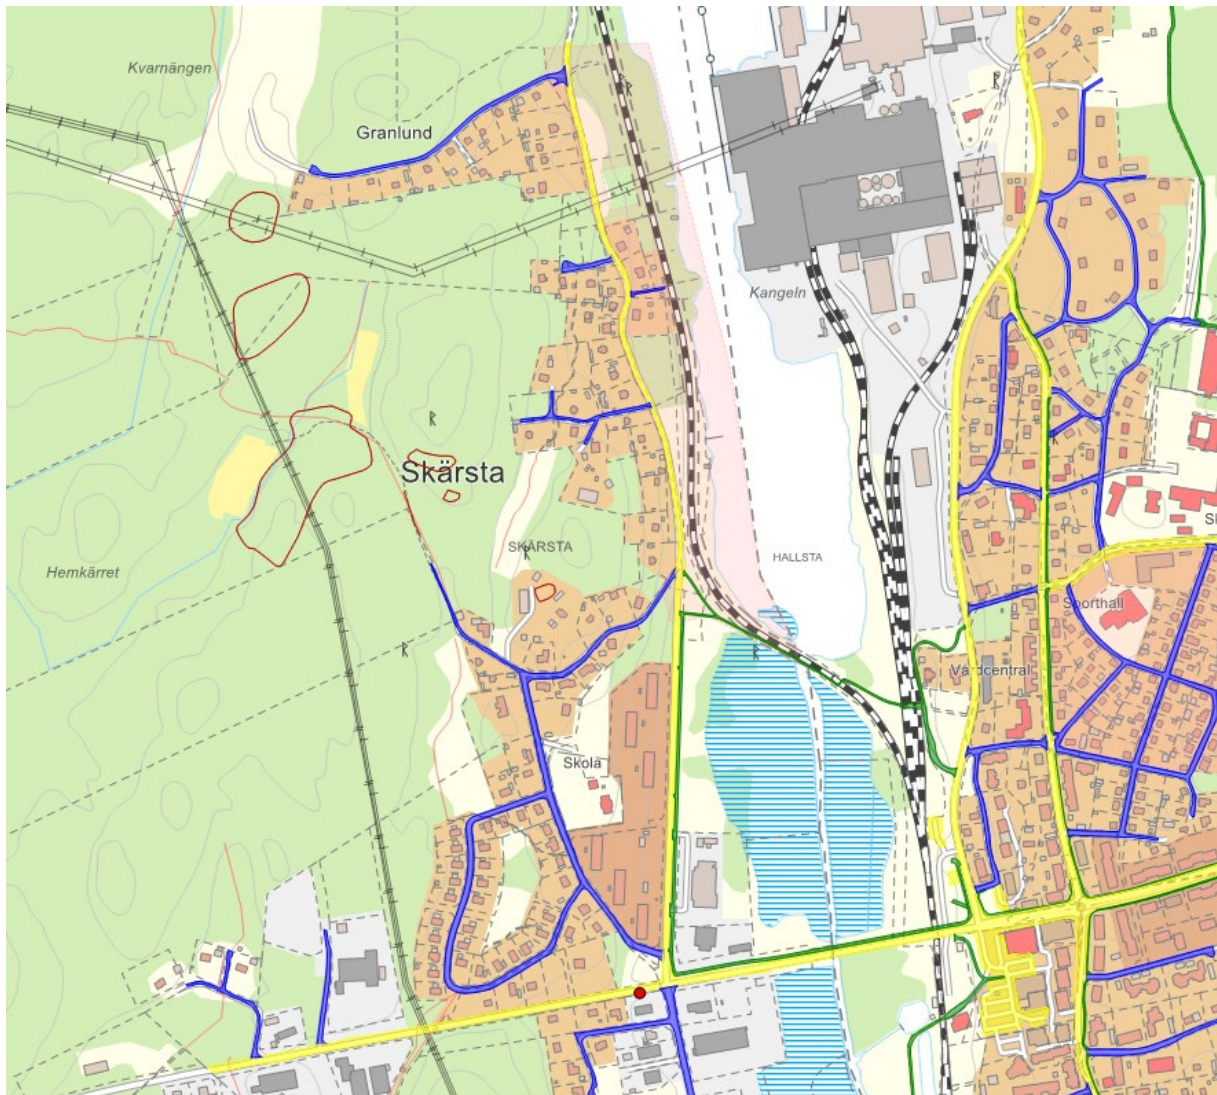 Kvarnängen
Granlund
Kangeln
Skärsta
SKÄRSTA
HALLSTA
Hemkärret
Sporthall
Vårdcentral
Skola